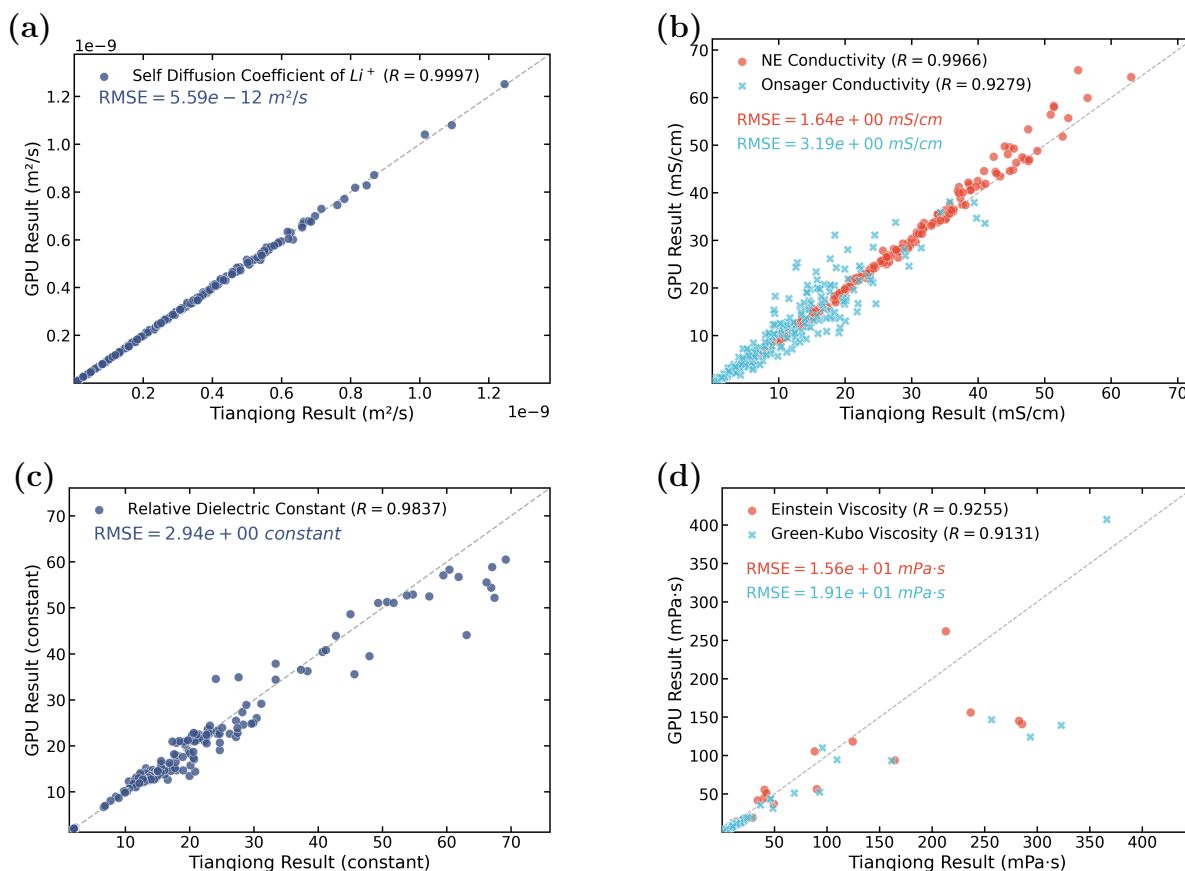 (a)
1e−9
Self Diffusion Coefficient of Li⁺ (R = 0.9997)
RMSE = 5.59e − 12 m²/s
1.2
1.0
0.8
0.6
0.4
0.2
GPU Result (m²/s)
0.2 0.4 0.6 0.8 1.0 1.2
Tianqiong Result (m²/s)
1e−9
(b)
NE Conductivity (R = 0.9966)
Onsager Conductivity (R = 0.9279)
RMSE = 1.64e + 00 mS/cm
RMSE = 3.19e + 00 mS/cm
70
60
50
40
30
20
10
GPU Result (mS/cm)
10 20 30 40 50 60 70
Tianqiong Result (mS/cm)
(c)
Relative Dielectric Constant (R = 0.9837)
RMSE = 2.94e + 00 constant
70
60
50
40
30
20
10
GPU Result (constant)
10 20 30 40 50 60 70
Tianqiong Result (constant)
(d)
Einstein Viscosity (R = 0.9255)
Green-Kubo Viscosity (R = 0.9131)
RMSE = 1.56e + 01 mPa·s
RMSE = 1.91e + 01 mPa·s
400
350
300
250
200
150
100
50
GPU Result (mPa·s)
50 100 150 200 250 300 350 400
Tianqiong Result (mPa·s)